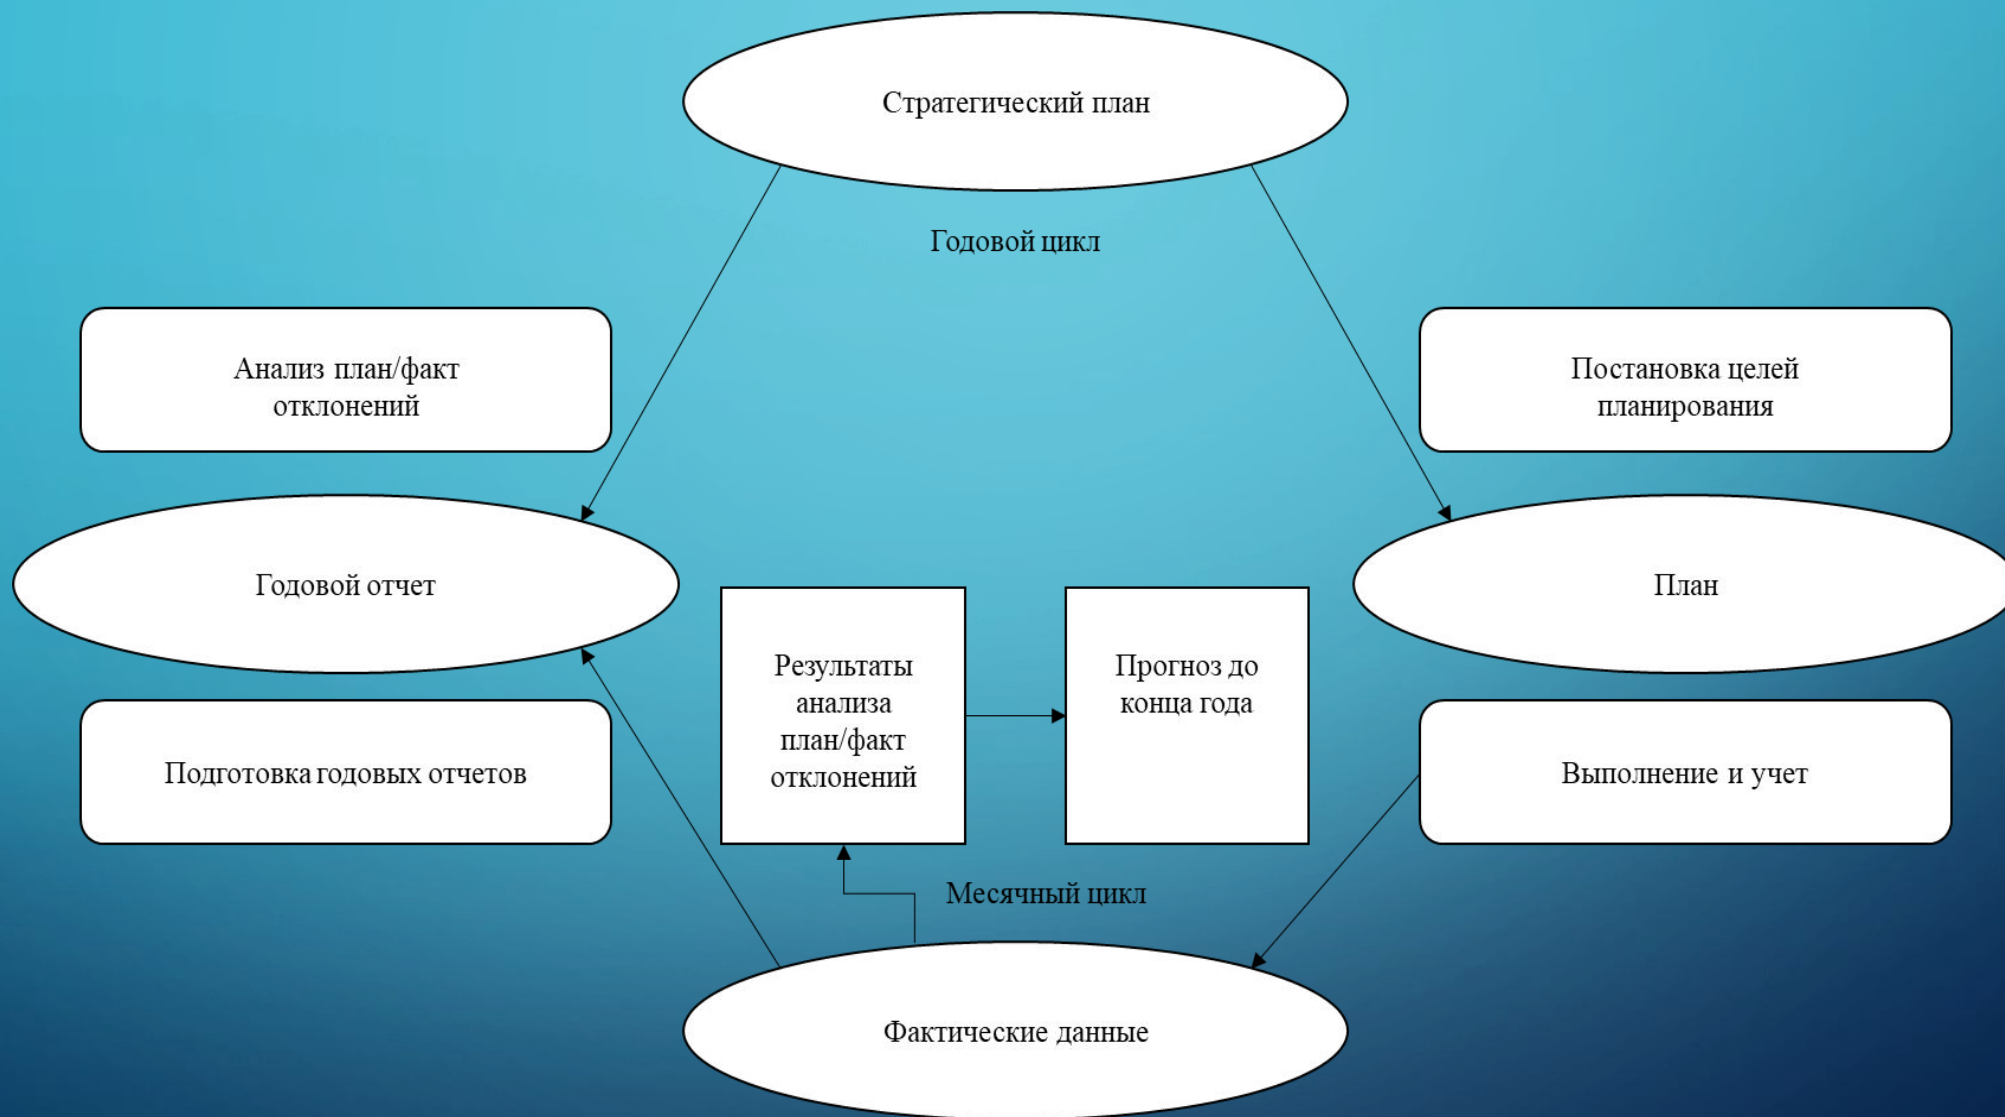 Стратегический план
Годовой цикл
Анализ план/факт
отклонений
Постановка целей
планирования
Годовой отчет
План
Результаты
анализа
план/факт
отклонений
Прогноз до
конца года
Подготовка годовых отчетов
Выполнение и учет
Месячный цикл
Фактические данные